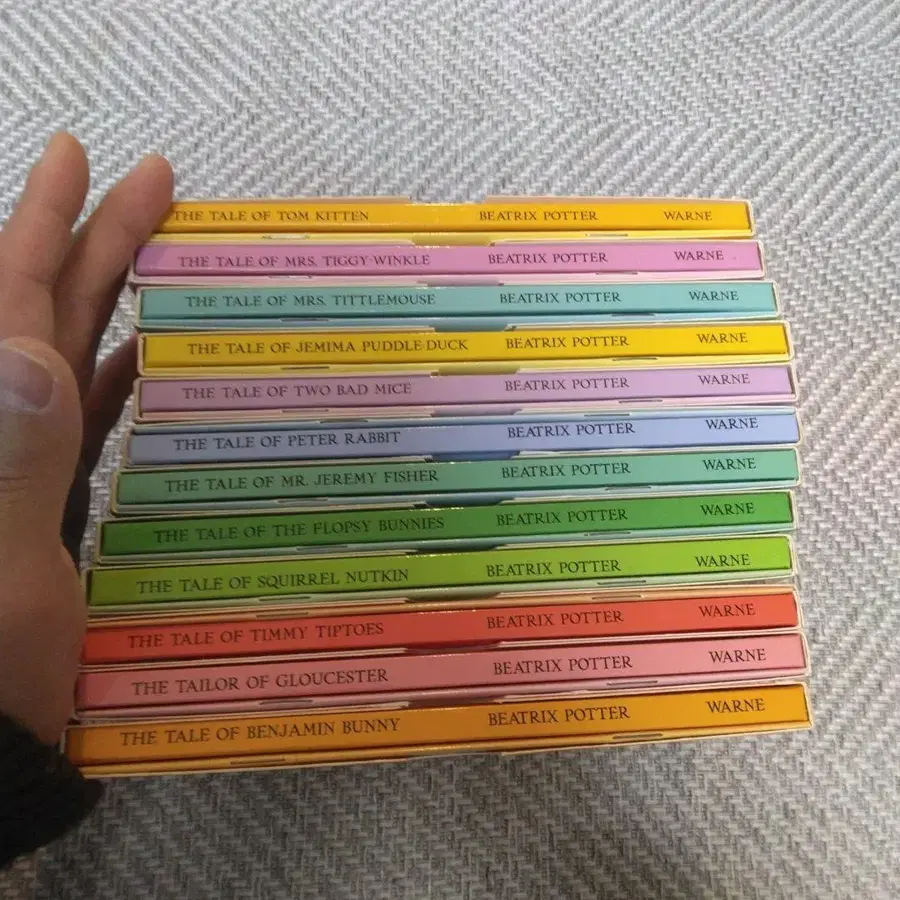 THE TALE OF TOM KITTEN BEATRIX POTTER WARNE
THE TALE OF MRS. TIGGY-WINKLE BEATRIX POTTER WARNE
THE TALE OF MRS. TITTLEMOUSE BEATRIX POTTER WARNE
THE TALE OF JEMIMA PUDDLE-DUCK BEATRIX POTTER WARNE
THE TALE OF TWO BAD MICE BEATRIX POTTER WARNE
THE TALE OF PETER RABBIT BEATRIX POTTER WARNE
THE TALE OF MR. JEREMY FISHER BEATRIX POTTER WARNE
THE TALE OF THE FLOPSY BUNNIES BEATRIX POTTER WARNE
THE TALE OF SQUIRREL NUTKIN BEATRIX POTTER WARNE
THE TALE OF TIMMY TIPTOES BEATRIX POTTER WARNE
THE TAILOR OF GLOUCESTER BEATRIX POTTER WARNE
THE TALE OF BENJAMIN BUNNY BEATRIX POTTER WARNE